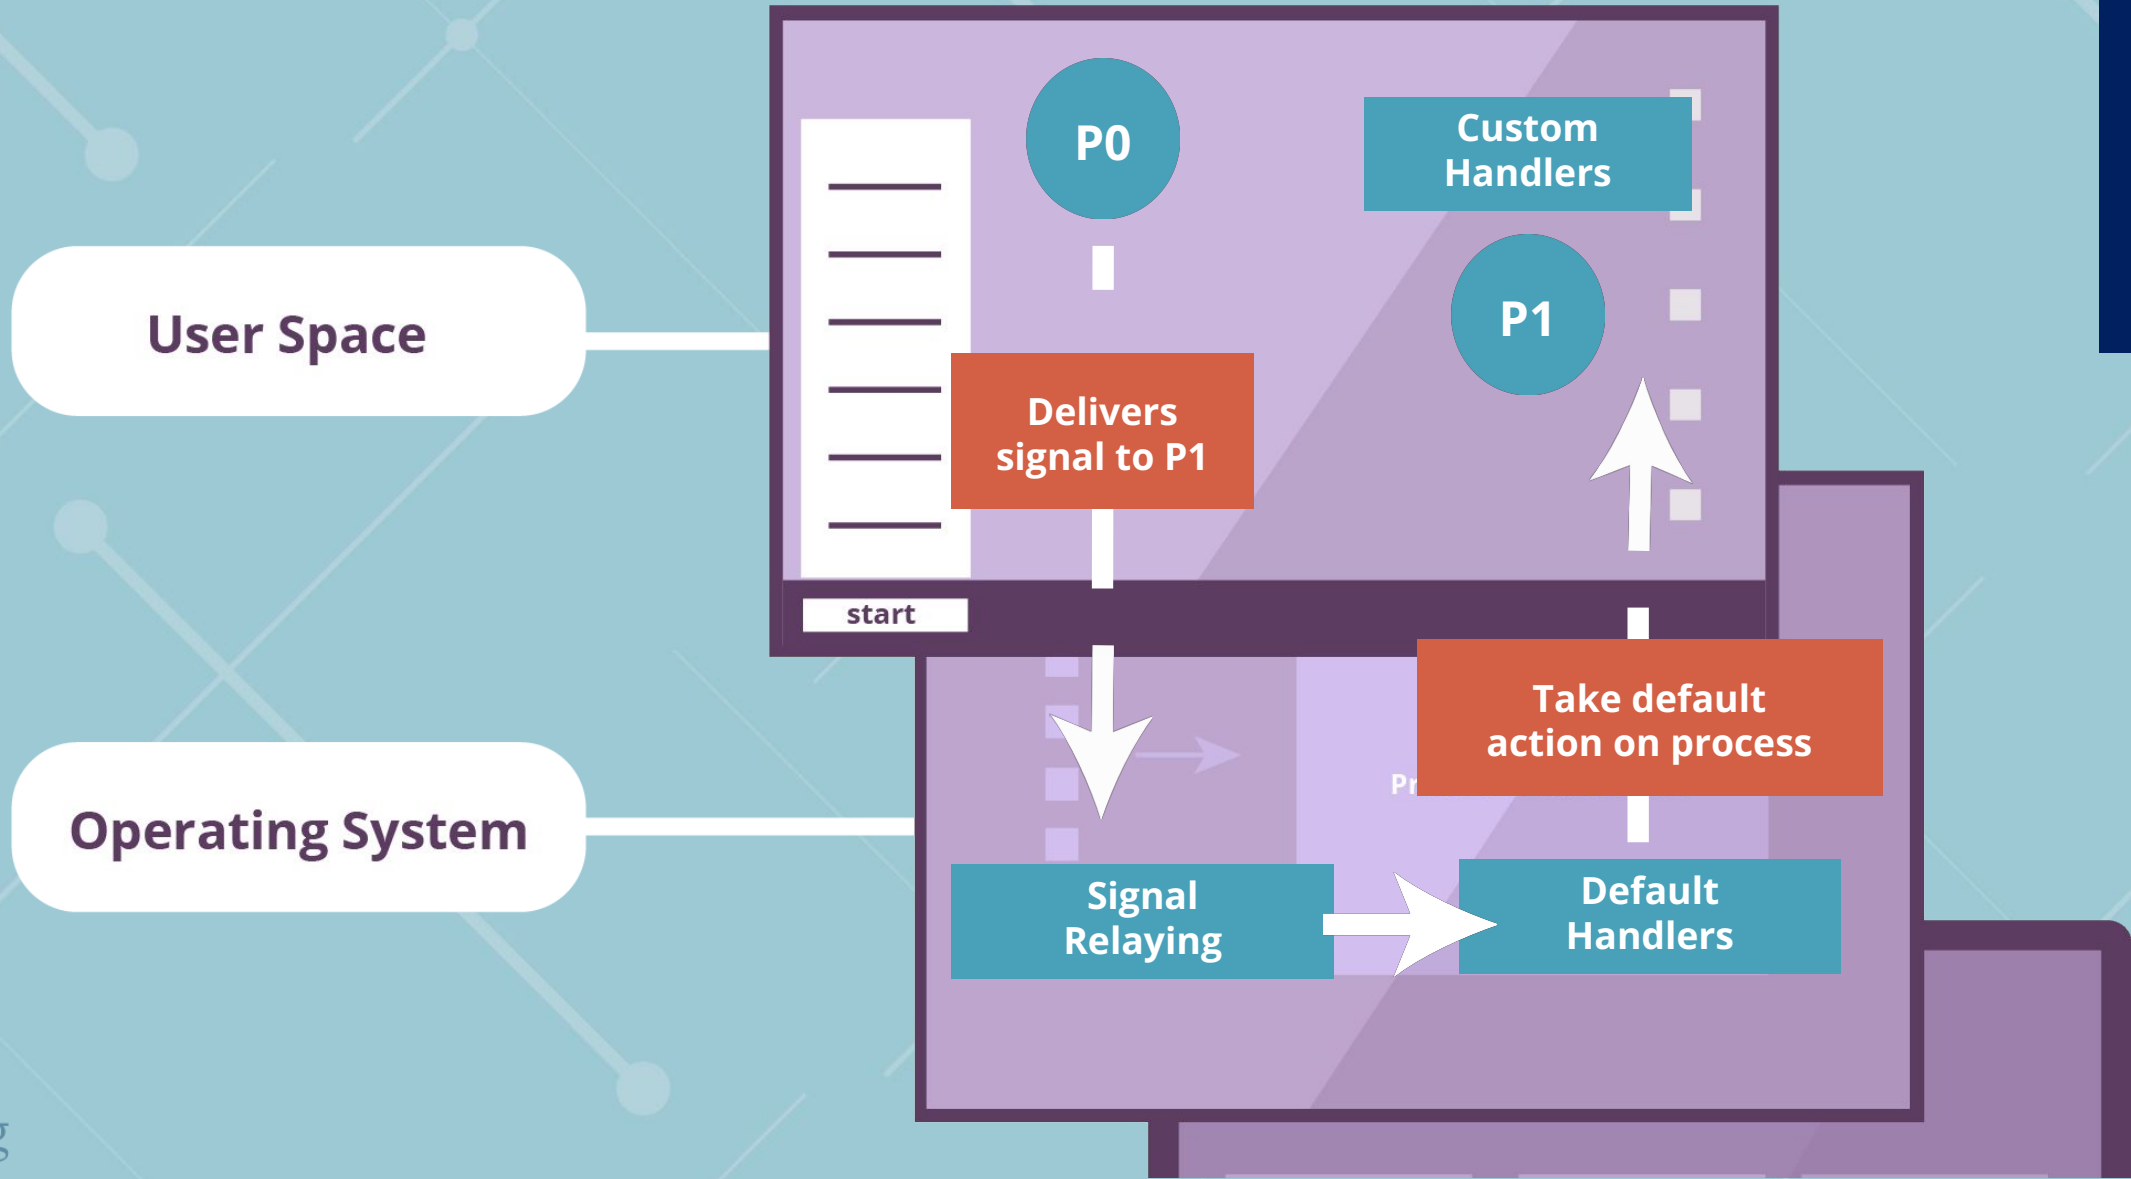 P0
Custom
Handlers
P1
User Space
Delivers
signal to P1
start
Take default
action on process
Pr
Operating System
Signal
Relaying
Default
Handlers
g